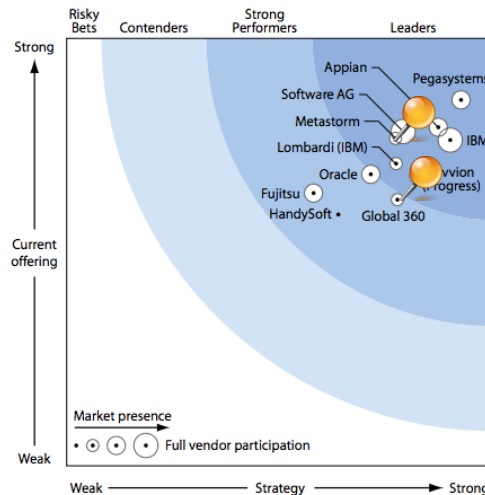 Risky
Bets
Contenders
Strong
Performers
Leaders
Strong
Appian
Pegasystems
Software AG
Metastorm
IBM
Lombardi (IBM)
Oracle
Fujitsu
HandySoft
Global 360
Current
offering
Market presence
Full vendor participation
Weak
Weak
Strategy
Strong